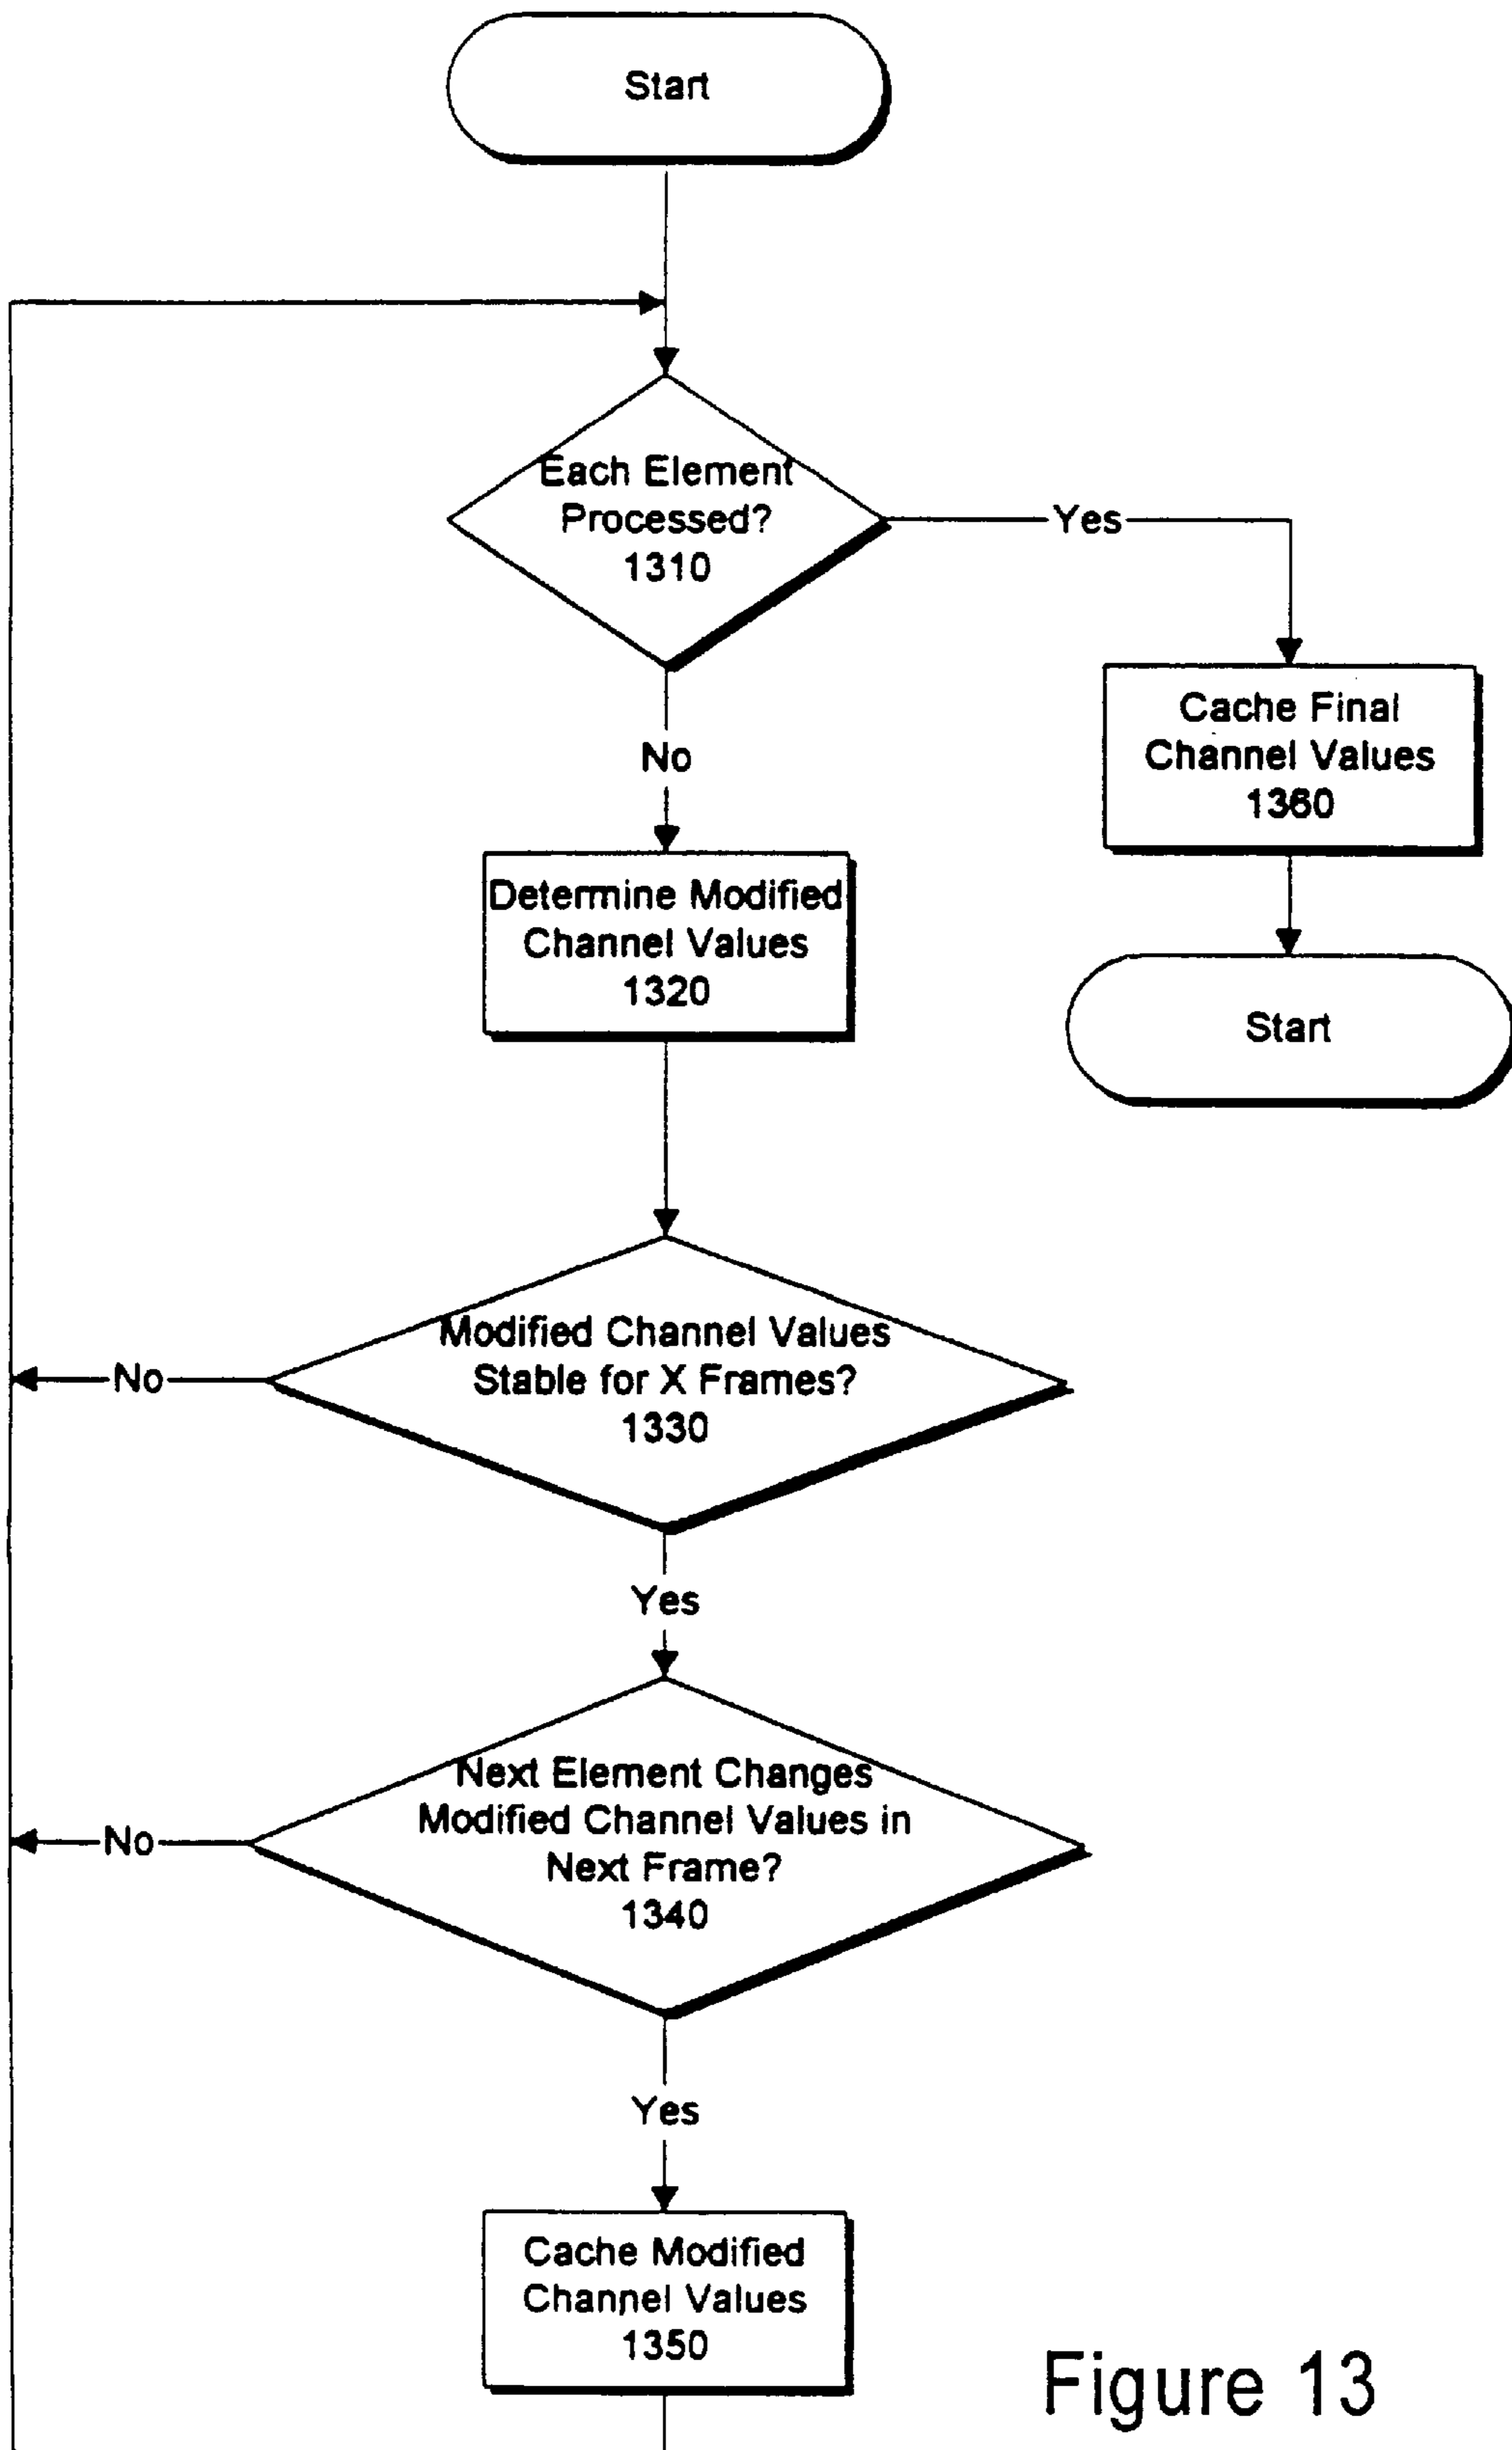 Start
Each Element
Processed?
1310
Yes
No
Cache Final
Channel Values
1360
Determine Modified
Channel Values
1320
Start
Modified Channel Values
Stable for X Frames?
1330
No
Yes
Next Element Changes
Modified Channel Values in
Next Frame?
1340
No
Yes
Cache Modified
Channel Values
1350
Figure 13